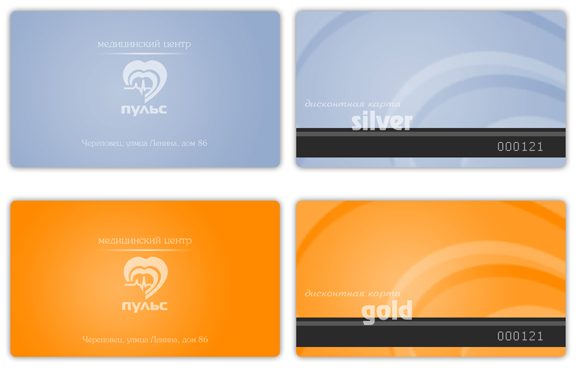 медицинский центр
пульс
Череповец, улица Ленина, дом 86
дисконтная карта
silver
000121
медицинский центр
пульс
Череповец, улица Ленина, дом 86
дисконтная карта
gold
000121